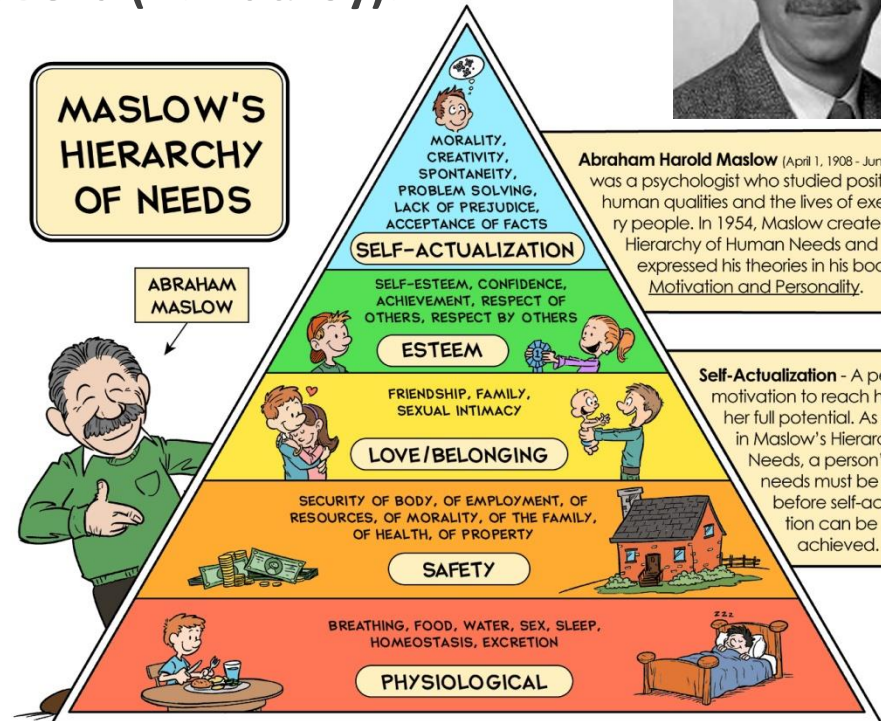 MASLOW'S
HIERARCHY
OF NEEDS
ABRAHAM
MASLOW
MORALITY,
CREATIVITY,
SPONTANEITY,
PROBLEM SOLVING,
LACK OF PREJUDICE,
ACCEPTANCE OF FACTS
SELF-ACTUALIZATION
SELF-ESTEEM, CONFIDENCE,
ACHIEVEMENT, RESPECT OF
OTHERS, RESPECT BY OTHERS
ESTEEM
FRIENDSHIP, FAMILY,
SEXUAL INTIMACY
LOVE/BELONGING
SECURITY OF BODY, OF EMPLOYMENT, OF
RESOURCES, OF MORALITY, OF THE FAMILY,
OF HEALTH, OF PROPERTY
SAFETY
BREATHING, FOOD, WATER, SEX, SLEEP,
HOMEOSTASIS, EXCRETION
PHYSIOLOGICAL
zzz
Abraham Harold Maslow (April 1, 1908 - Jun
was a psychologist who studied posit
human qualities and the lives of exe
ry people. In 1954, Maslow create
Hierarchy of Human Needs and
expressed his theories in his boo
Motivation and Personality.
Self-Actualization - A pe
motivation to reach h
her full potential. As
in Maslow's Hierarc
Needs, a person'
needs must be
before self-ac
tion can be
achieved.